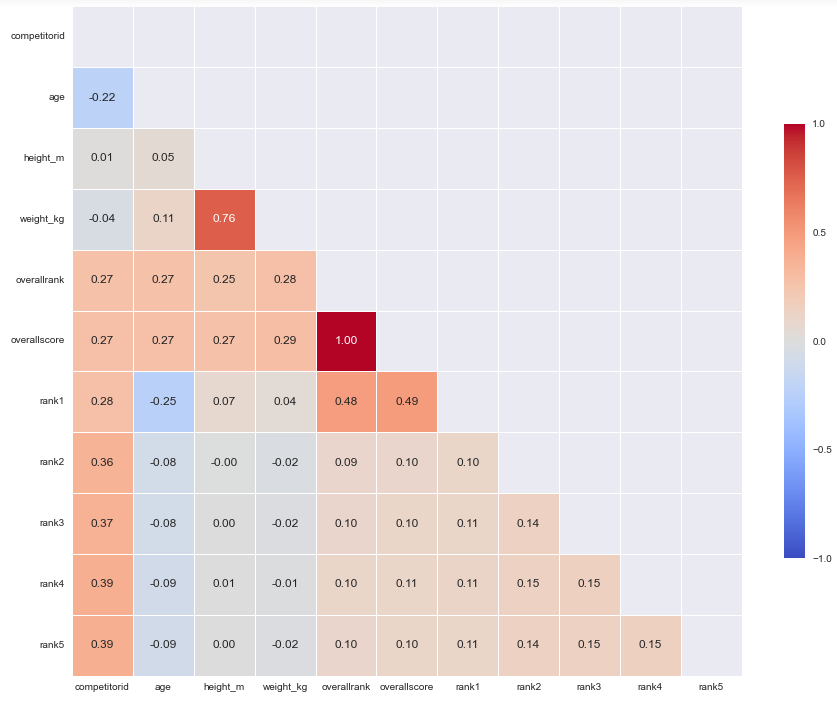 competitorid
age -0.22
height_m 0.01 0.05
weight_kg -0.04 0.11 0.76
overallrank 0.27 0.27 0.25 0.28
overallscore 0.27 0.27 0.27 0.29 1.00
rank1 0.28 -0.25 0.07 0.04 0.48 0.49
rank2 0.36 -0.08 -0.00 -0.02 0.09 0.10 0.10
rank3 0.37 -0.08 0.00 -0.02 0.10 0.10 0.11 0.14
rank4 0.39 -0.09 0.01 -0.01 0.10 0.11 0.11 0.15 0.15
rank5 0.39 -0.09 0.00 -0.02 0.10 0.10 0.11 0.14 0.15 0.15
competitorid age height_m weight_kg overallrank overallscore rank1 rank2 rank3 rank4 rank5
1.0
0.5
0.0
−0.5
−1.0